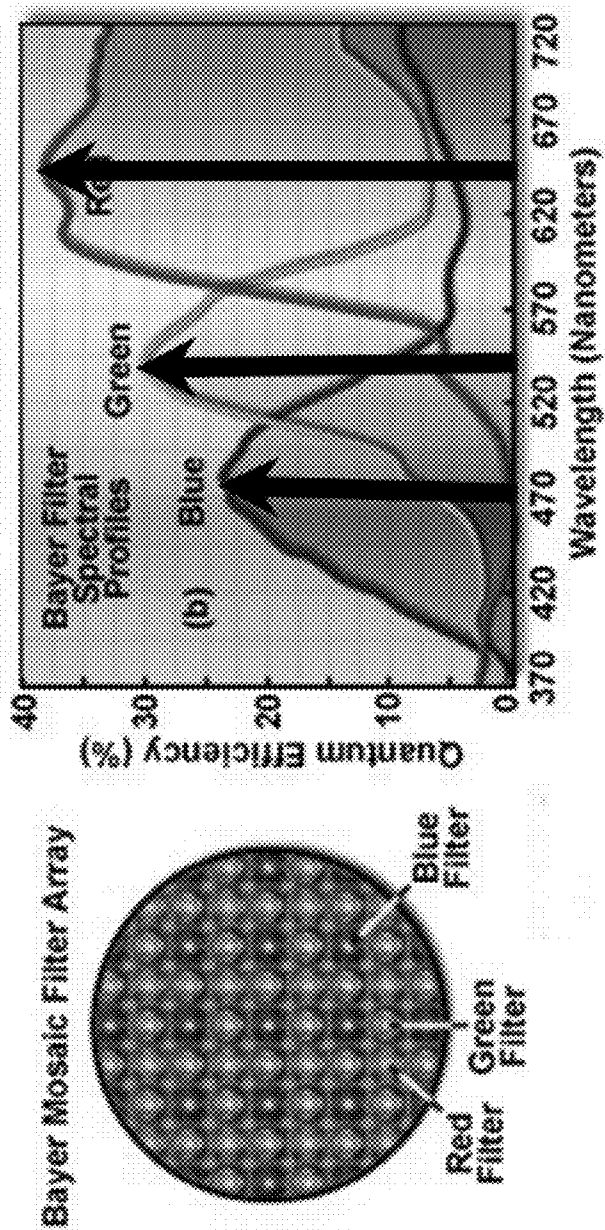 Bayer Mosaic Filter Array
Red
Filter
Green
Filter
Blue
Filter
Bayer Filter
Spectral
Profiles
(b)
Blue
Green
Quantum Efficiency (%)
40
30
20
10
0
370 420 470 520 570 620 670 720
Wavelength (Nanometers)